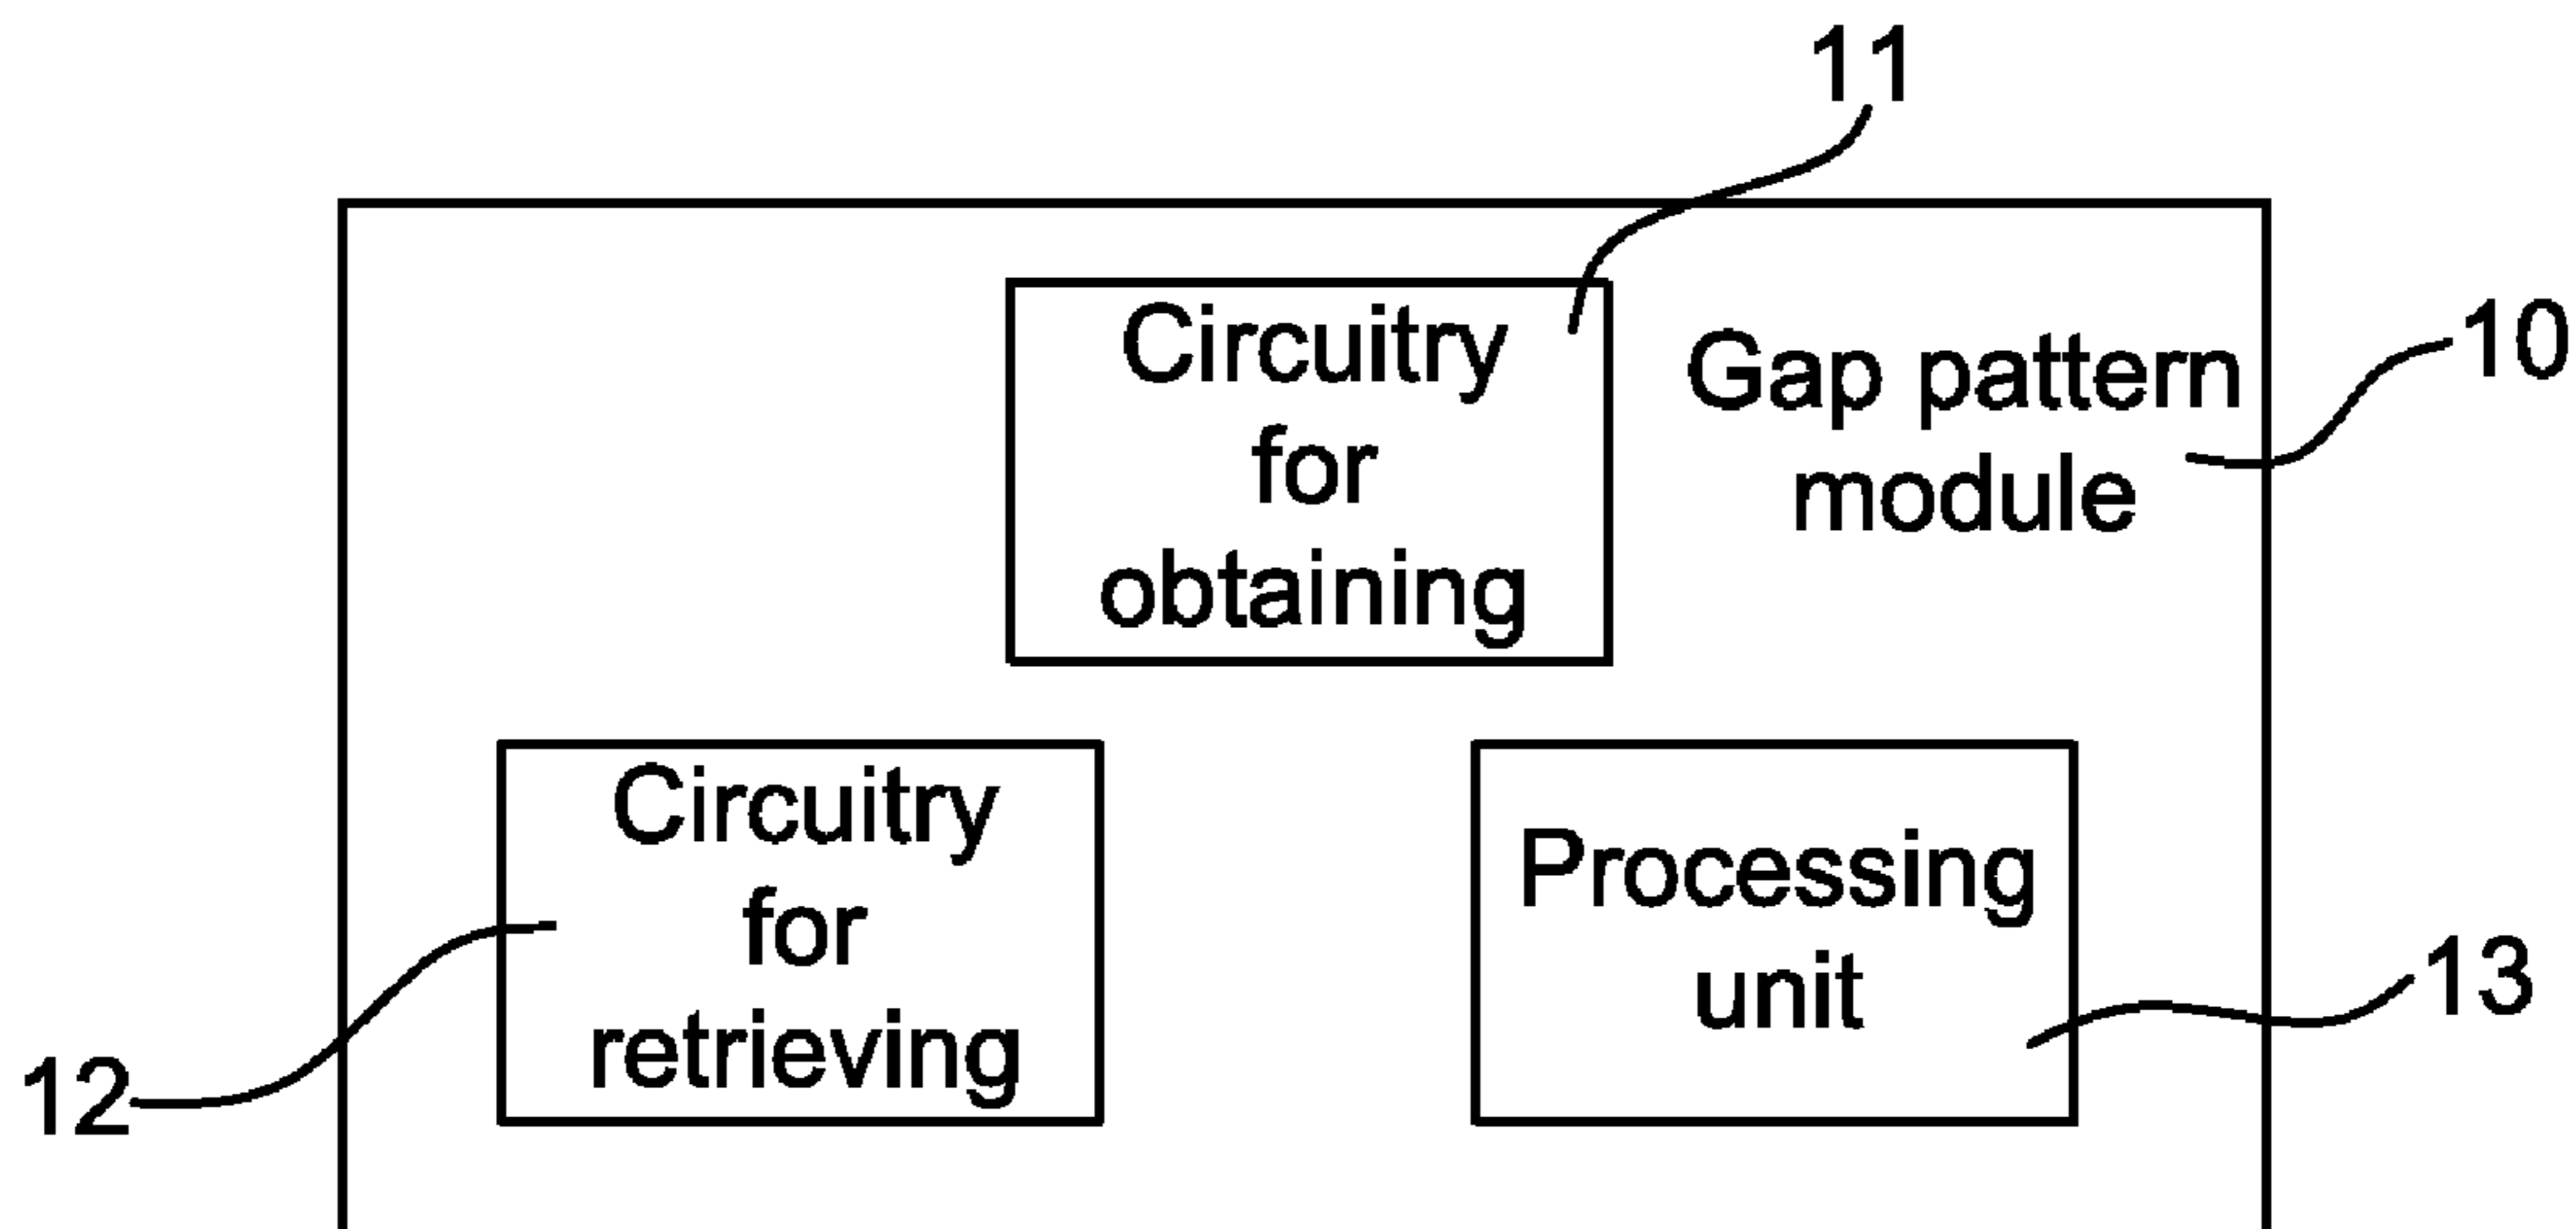 11
Circuitry
for
obtaining
Gap pattern
module
10
Circuitry
for
retrieving
12
Processing
unit
13